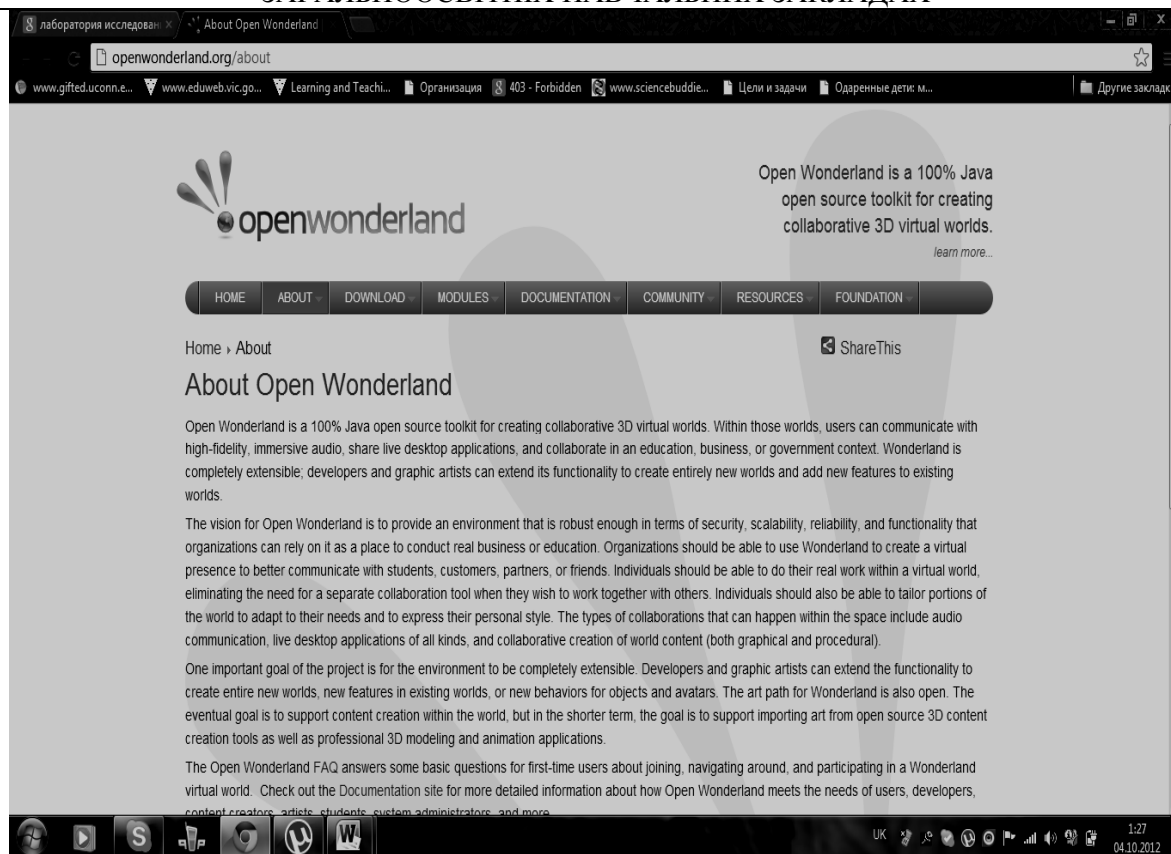 ЗАГАЛЬНООСВІТНІХ НАВЧАЛЬНИХ ЗАКЛАДАХ
лаборатория исследован
About Open Wonderland
openwonderland.org/about
www.gifted.uconn.e... www.eduweb.vic.go... Learning and Teachi... Организация 403 - Forbidden www.sciencebuddie... Цели и задачи Одаренные дети: м... Другие закладк
openwonderland
Open Wonderland is a 100% Java
open source toolkit for creating
collaborative 3D virtual worlds.
learn more...
HOME ABOUT DOWNLOAD MODULES DOCUMENTATION COMMUNITY RESOURCES FOUNDATION
Home › About
ShareThis
About Open Wonderland
Open Wonderland is a 100% Java open source toolkit for creating collaborative 3D virtual worlds. Within those worlds, users can communicate with
high-fidelity, immersive audio, share live desktop applications, and collaborate in an education, business, or government context. Wonderland is
completely extensible; developers and graphic artists can extend its functionality to create entirely new worlds and add new features to existing
worlds.
The vision for Open Wonderland is to provide an environment that is robust enough in terms of security, scalability, reliability, and functionality that
organizations can rely on it as a place to conduct real business or education. Organizations should be able to use Wonderland to create a virtual
presence to better communicate with students, customers, partners, or friends. Individuals should be able to do their real work within a virtual world,
eliminating the need for a separate collaboration tool when they wish to work together with others. Individuals should also be able to tailor portions of
the world to adapt to their needs and to express their personal style. The types of collaborations that can happen within the space include audio
communication, live desktop applications of all kinds, and collaborative creation of world content (both graphical and procedural).
One important goal of the project is for the environment to be completely extensible. Developers and graphic artists can extend the functionality to
create entire new worlds, new features in existing worlds, or new behaviors for objects and avatars. The art path for Wonderland is also open. The
eventual goal is to support content creation within the world, but in the shorter term, the goal is to support importing art from open source 3D content
creation tools as well as professional 3D modeling and animation applications.
The Open Wonderland FAQ answers some basic questions for first-time users about joining, navigating around, and participating in a Wonderland
virtual world. Check out the Documentation site for more detailed information about how Open Wonderland meets the needs of users, developers,
content creators, artists, students, system administrators, and more.
UK
1:27
04.10.2012